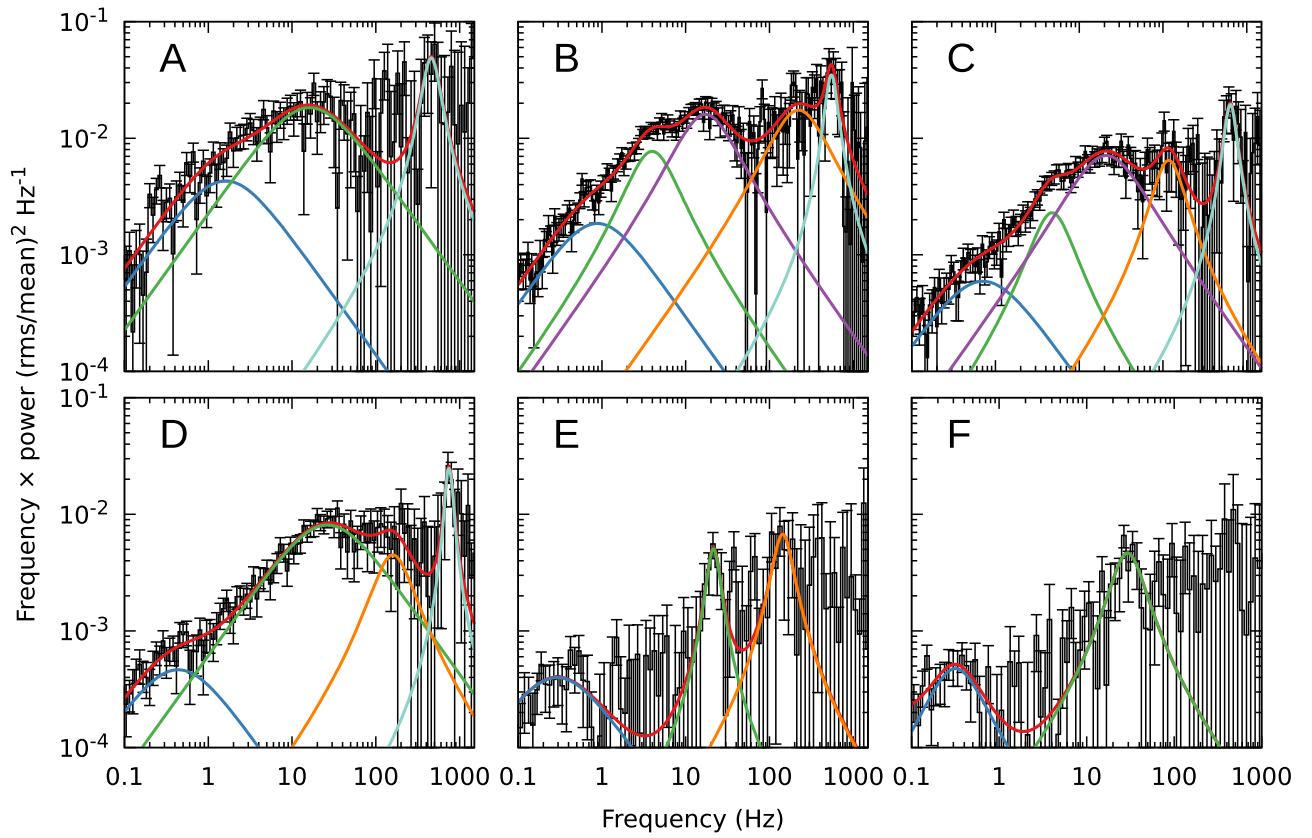 10⁻¹
A
B
C
10⁻²
10⁻³
10⁻⁴
Frequency × power (rms/mean)² Hz⁻¹
10⁻¹
D
E
F
10⁻²
10⁻³
10⁻⁴
0.1 1 10 100 1000 0.1 1 10 100 1000 0.1 1 10 100 1000
Frequency (Hz)